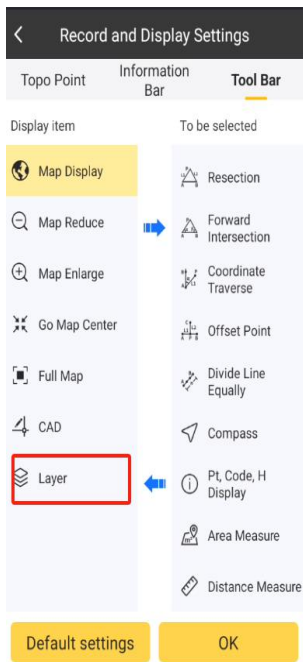 Record and Display Settings
Topo Point
Information
Bar
Tool Bar
Display item
To be selected
Map Display
Map Reduce
Map Enlarge
Go Map Center
Full Map
CAD
Layer
Resection
Forward
Intersection
Coordinate
Traverse
Offset Point
Divide Line
Equally
Compass
Pt, Code, H
Display
Area Measure
Distance Measure
Default settings
OK